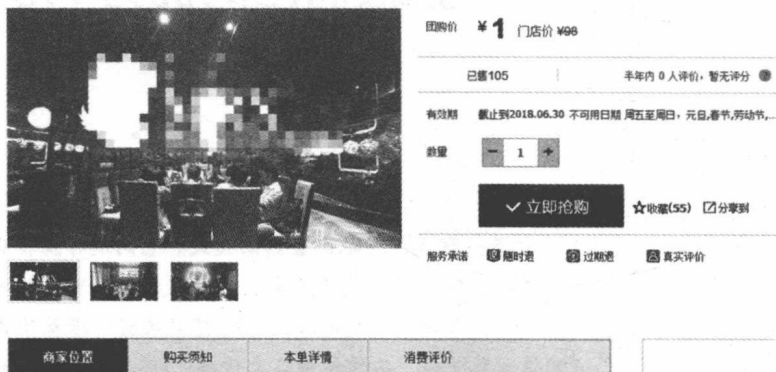 团购价 ¥1 门店价 ¥98
已售105 半年内 0 人评价，暂无评分
有效期 截止到2018.06.30 不可用日期 周五至周日，元旦,春节,劳动节,...
数量 − 1 +
✓ 立即抢购 ☆收藏(55) 分享到
服务承诺 随时退 过期退 真实评价
商家位置 购买须知 本单详情 消费评价